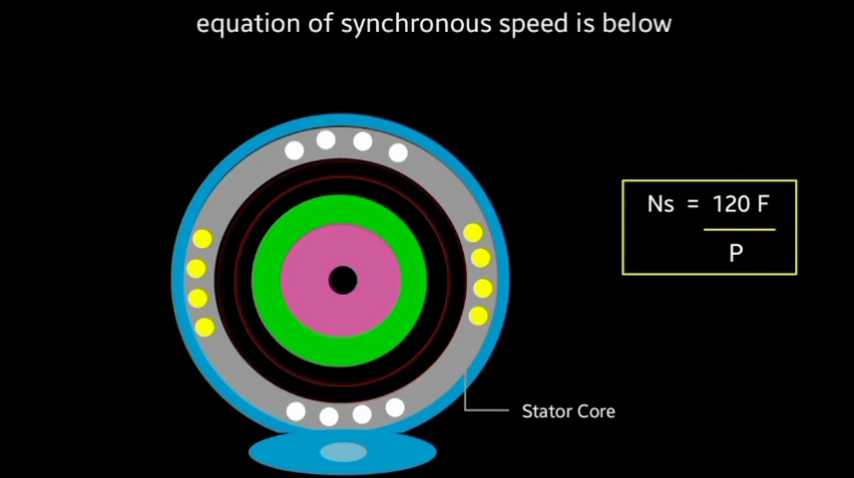 equation of synchronous speed is below
Ns = 120 F
P
Stator Core